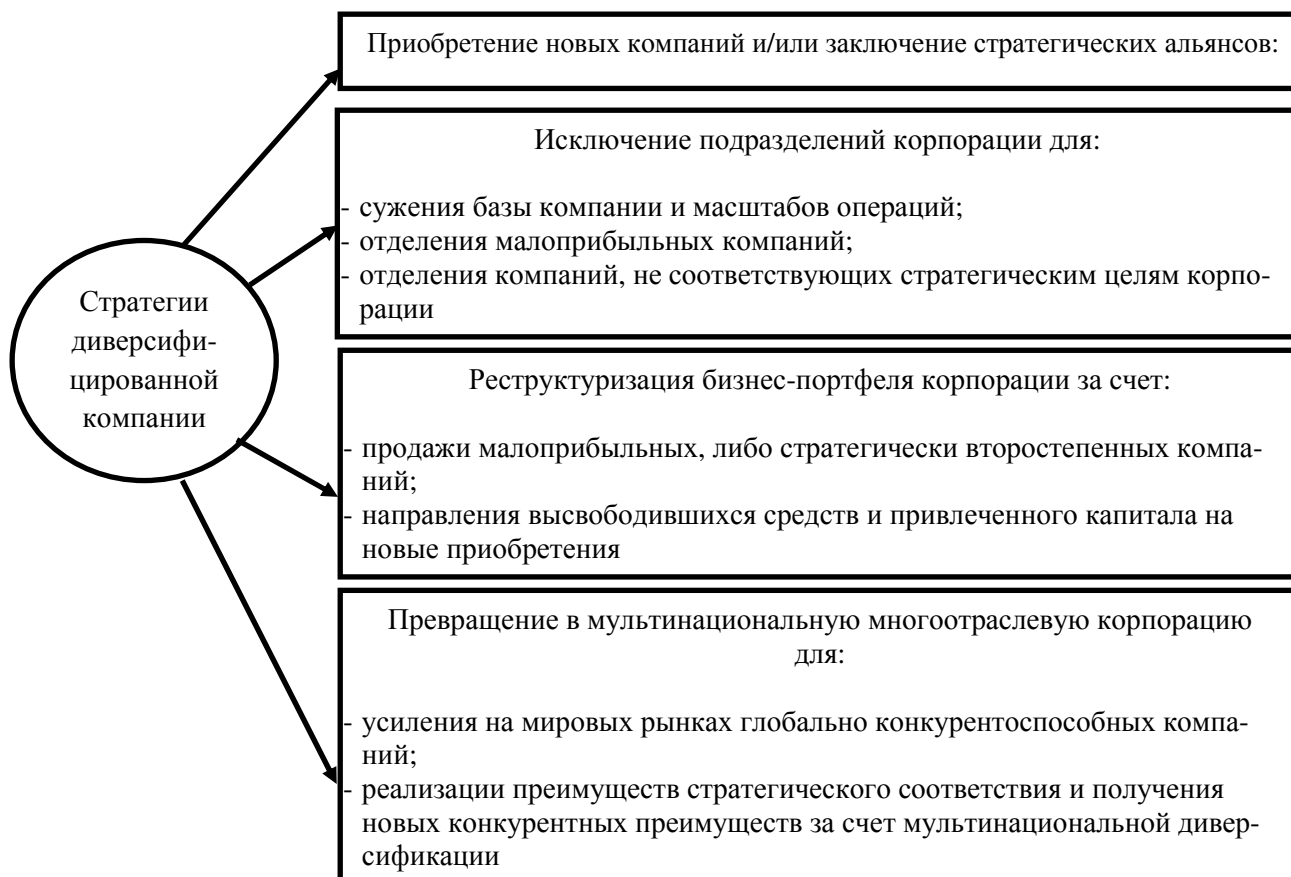 Приобретение новых компаний и/или заключение стратегических альянсов:
Исключение подразделений корпорации для:
- сужения базы компании и масштабов операций;
- отделения малоприбыльных компаний;
- отделения компаний, не соответствующих стратегическим целям корпо-
рации
Стратегии
диверсифи-
цированной
компании
Реструктуризация бизнес-портфеля корпорации за счет:
- продажи малоприбыльных, либо стратегически второстепенных компа-
ний;
- направления высвободившихся средств и привлеченного капитала на
новые приобретения
Превращение в мультинациональную многоотраслевую корпорацию
для:
- усиления на мировых рынках глобально конкурентоспособных компа-
ний;
- реализации преимуществ стратегического соответствия и получения
новых конкурентных преимуществ за счет мультинациональной дивер-
сификации